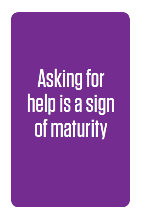 Asking for
help is a sign
of maturity